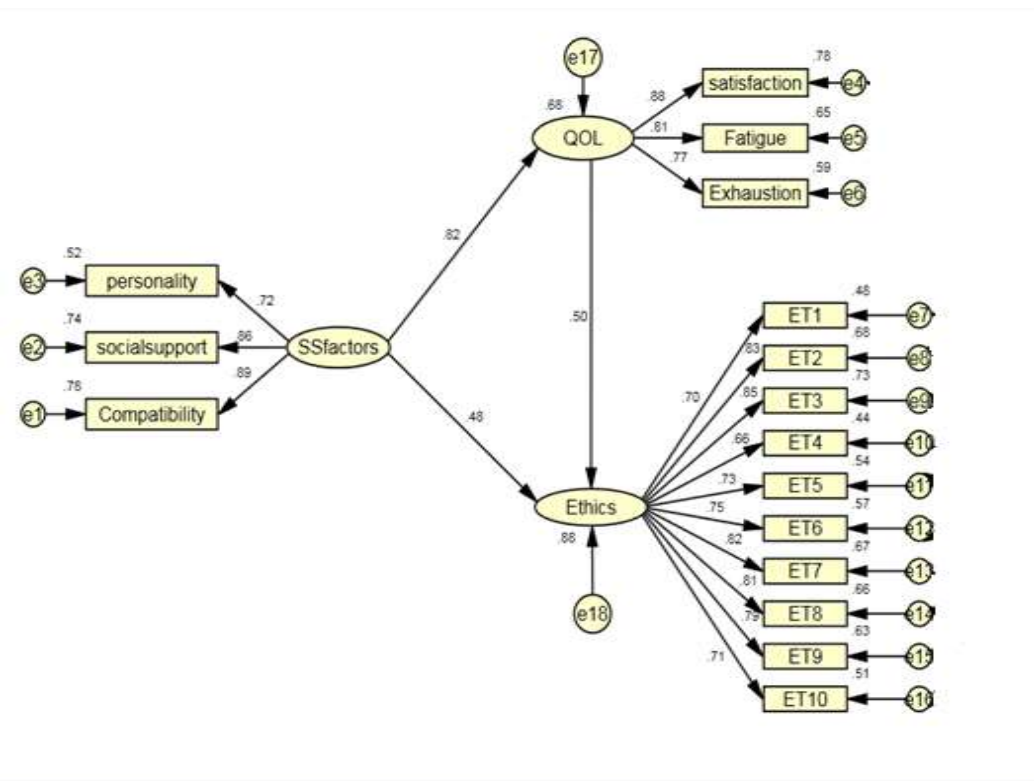 e17
.78
satisfaction
e4
.88
.68
.65
QOL
.81
Fatigue
e5
.77
.59
Exhaustion
e6
.82
.52
e3
personality
.72
.74
e2
socialsupport
.86
SSfactors
.89
.78
e1
Compatibility
.50
.48
.48
ET1
e7
.68
.83
ET2
e8
.73
.85
ET3
e9
.70
.44
.66
ET4
e10
.54
.73
ET5
.57
.75
Ethics
ET6
e12
.67
.88
.82
ET7
e13
.66
.81
ET8
e14
.63
.79
e18
ET9
e15
.51
.71
ET10
e16